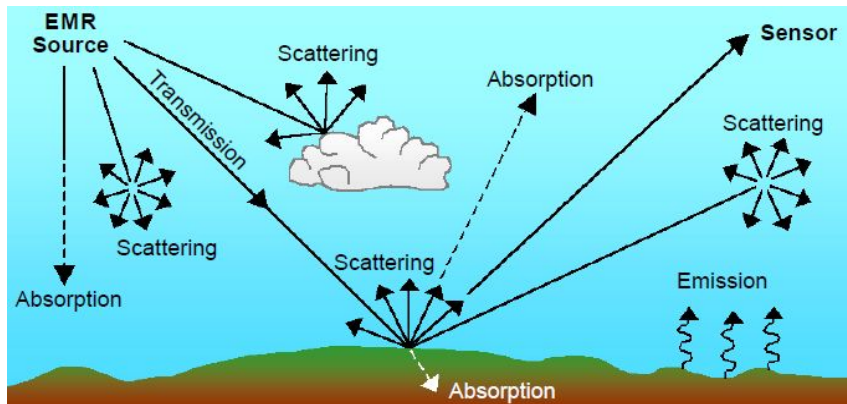 EMR
Source
Sensor
Scattering
Absorption
Transmission
Scattering
Scattering
Absorption
Scattering
Emission
Absorption